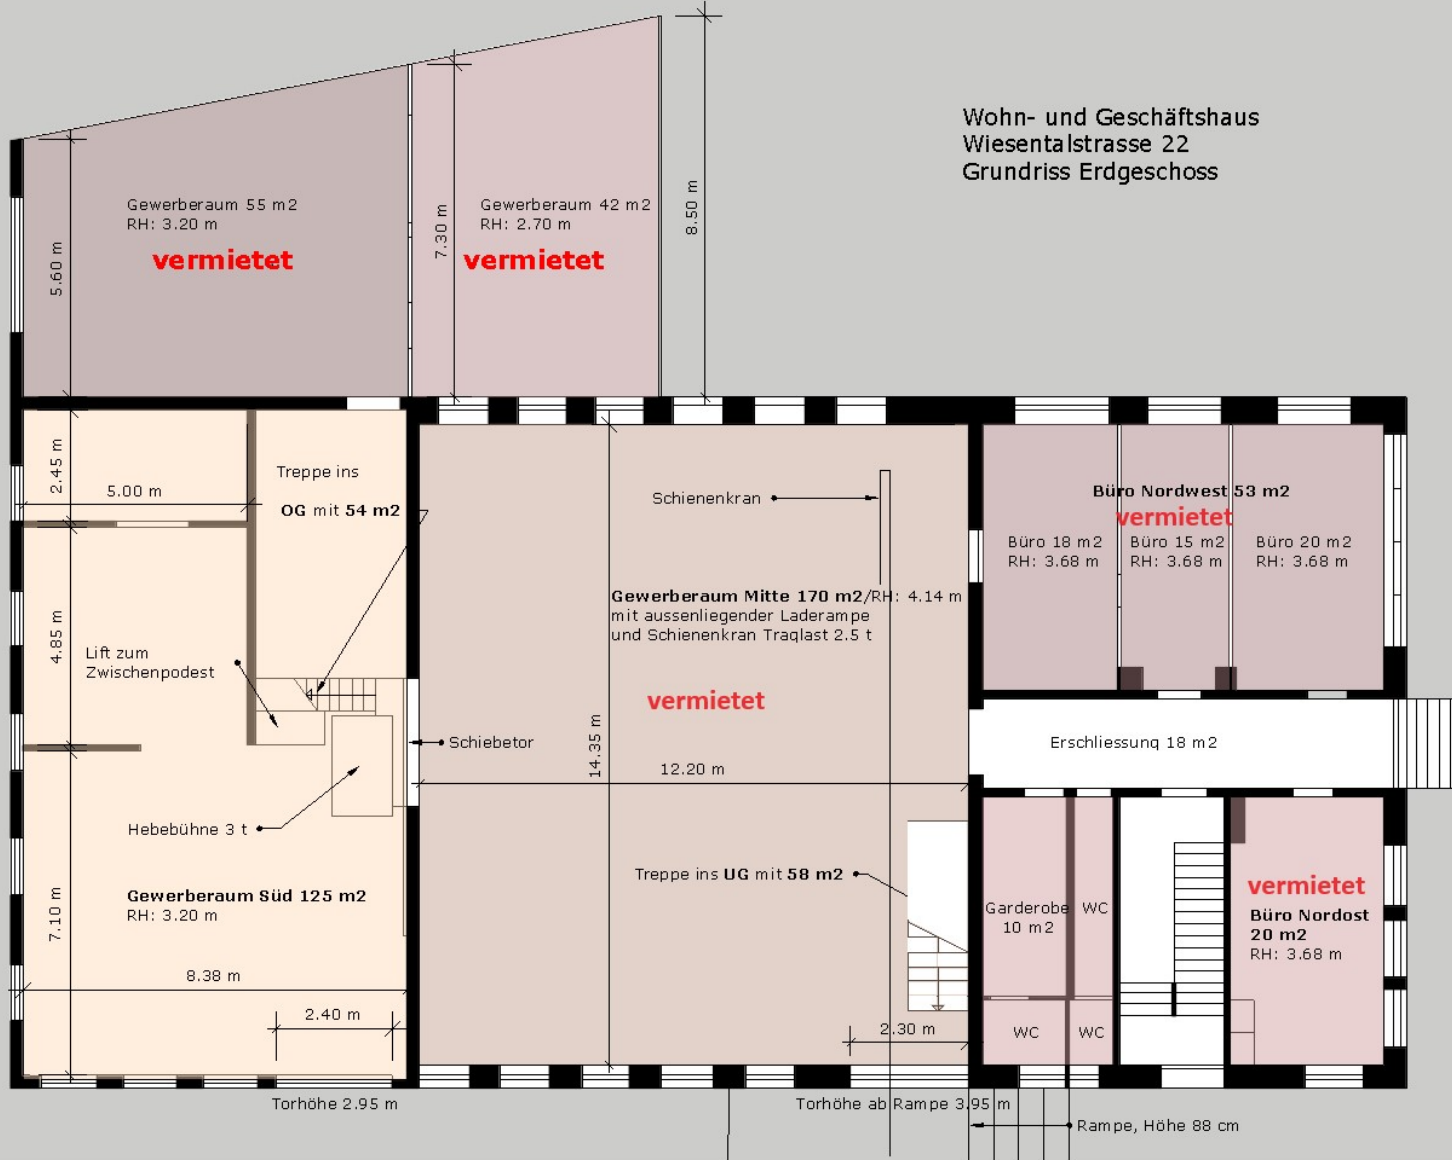 Wohn- und Geschäftshaus
Wiesentalstrasse 22
Grundriss Erdgeschoss
8.50 m
7.30 m
5.60 m
Gewerberaum 55 m2
RH: 3.20 m
vermietet
Gewerberaum 42 m2
RH: 2.70 m
vermietet
2.45 m
5.00 m
Treppe ins
OG mit 54 m2
4.85 m
Lift zum
Zwischenpodest
Schiebetor
Hebebühne 3 t
Gewerberaum Süd 125 m2
RH: 3.20 m
7.10 m
8.38 m
2.40 m
Torhöhe 2.95 m
Schienenkran
Gewerberaum Mitte 170 m2/RH: 4.14 m
mit aussenliegender Laderampe
und Schienenkran Traglast 2.5 t
vermietet
14.35 m
12.20 m
Treppe ins UG mit 58 m2
2.30 m
Torhöhe ab Rampe 3.95 m
Rampe, Höhe 88 cm
Büro Nordwest 53 m2
vermietet
Büro 18 m2
RH: 3.68 m
Büro 15 m2
RH: 3.68 m
Büro 20 m2
RH: 3.68 m
Erschliessung 18 m2
Garderobe
10 m2
WC
WC
WC
vermietet
Büro Nordost
20 m2
RH: 3.68 m